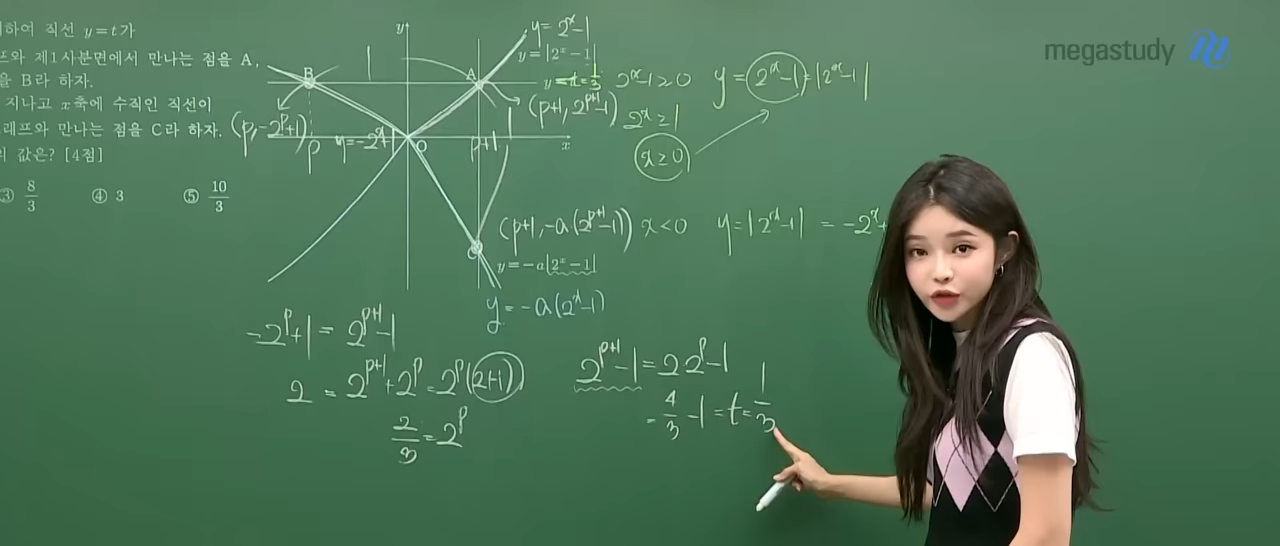 하여 직선 y=t가
프와 제1사분면에서 만나는 점을 A,
을 B라 하자.
지나고 x축에 수직인 직선이
래프와 만나는 점을 C라 하자.
값은? [4점]
③ 8/3 ④ 3 ⑤ 10/3
y
B
A
O
x
C
1
p
p+1
1
y=2^x-1
y=|2^x-1|
y=t=1/3
(p+1, 2^{p+1}-1)
(p, -2^p+1)
y=-2^x+1
(p+1, -a(2^{p+1}-1))
y=-a|2^x-1|
y=-a(2^x-1)
2^x-1≥0
2^x≥1
x≥0
y=2^x-1=|2^x-1|
x<0 y=|2^x-1| =-2^x+
-2^p+1=2^{p+1}-1
2=2^{p+1}+2^p=2^p(2+1)
2/3=2^p
2^{p+1}-1=2·2^p-1
=4/3-1=t=1/3
megastudy